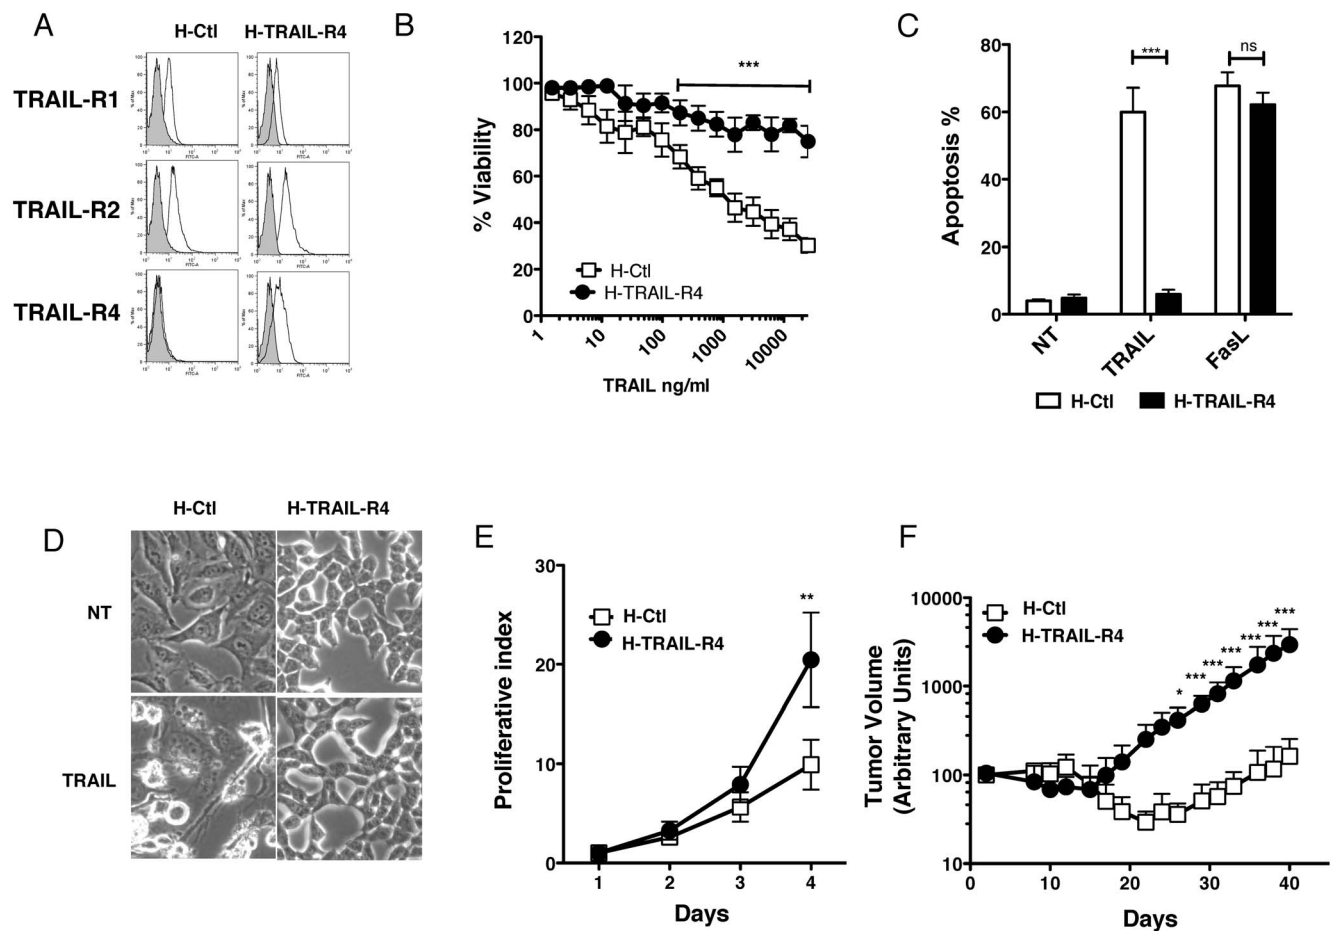 A
H-Ctl H-TRAIL-R4
TRAIL-R1
TRAIL-R2
TRAIL-R4
% of Max
FITC-A
B
120
100
80
60
40
20
0
% Viability
***
H-Ctl
H-TRAIL-R4
1 10 100 1000 10000
TRAIL ng/ml
C
80
60
40
20
0
Apoptosis %
*** ns
NT TRAIL FasL
H-Ctl H-TRAIL-R4
D
H-Ctl H-TRAIL-R4
NT
TRAIL
E
30
20
10
0
Proliferative index
H-Ctl
H-TRAIL-R4
**
1 2 3 4
Days
F
10000
1000
100
10
Tumor Volume
(Arbitrary Units)
H-Ctl
H-TRAIL-R4
* *** *** *** *** *** ***
0 10 20 30 40
Days